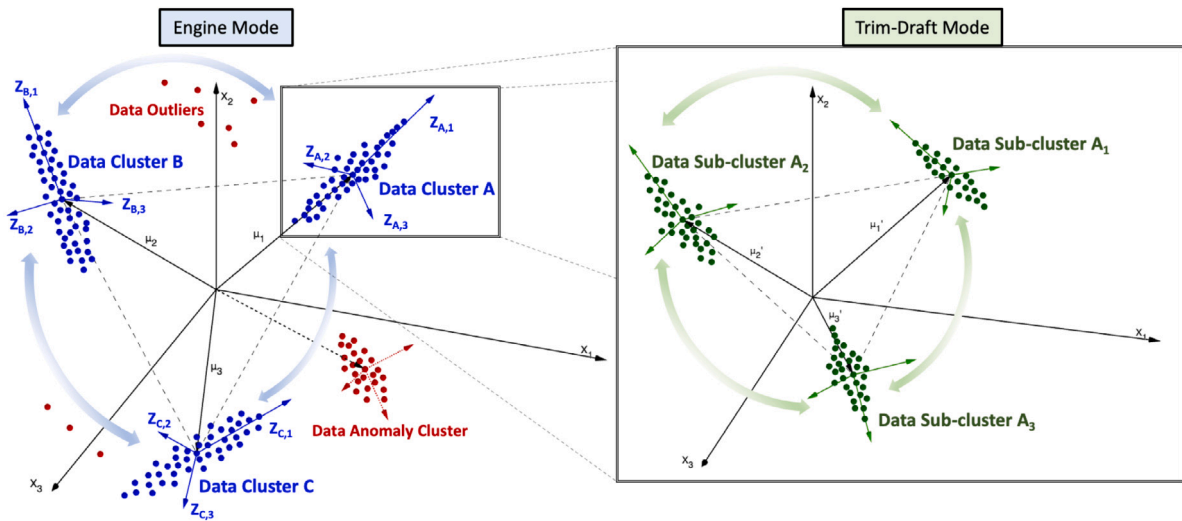 Engine Mode
Trim-Draft Mode
Z_B,1
Data Outliers
X_2
Z_A,1
Z_A,2
Data Cluster B
Data Cluster A
Z_B,3
Z_B,2
Z_A,3
μ_1
μ_2
X_1
μ_3
Z_C,2
Z_C,1
Data Anomaly Cluster
X_3
Data Cluster C
Z_C,3
X_2
Data Sub-cluster A_1
Data Sub-cluster A_2
μ_1'
μ_2'
μ_3'
X_1
Data Sub-cluster A_3
X_3